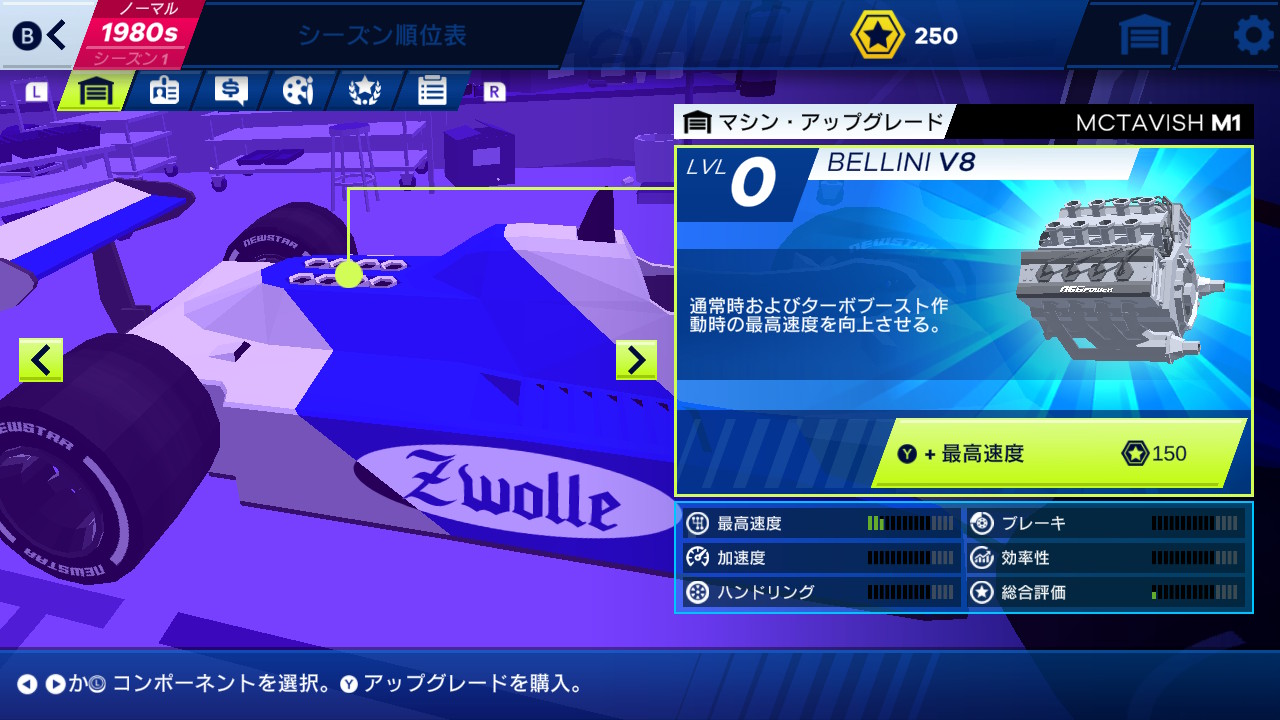 B
ノーマル
1980s
シーズン 1
シーズン順位表
250
L
R
マシン・アップグレード
MCTAVISH M1
LVL 0
BELLINI V8
NEWSTAR
通常時およびターボブースト作
動時の最高速度を向上させる。
Y + 最高速度
150
Zwolle
NEWSTAR
最高速度
ブレーキ
加速度
効率性
ハンドリング
総合評価
か L コンポーネントを選択。 Y アップグレードを購入。